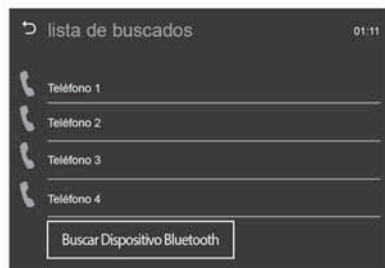 lista de buscados 01:11
Teléfono 1
Teléfono 2
Teléfono 3
Teléfono 4
Buscar Dispositivo Bluetooth